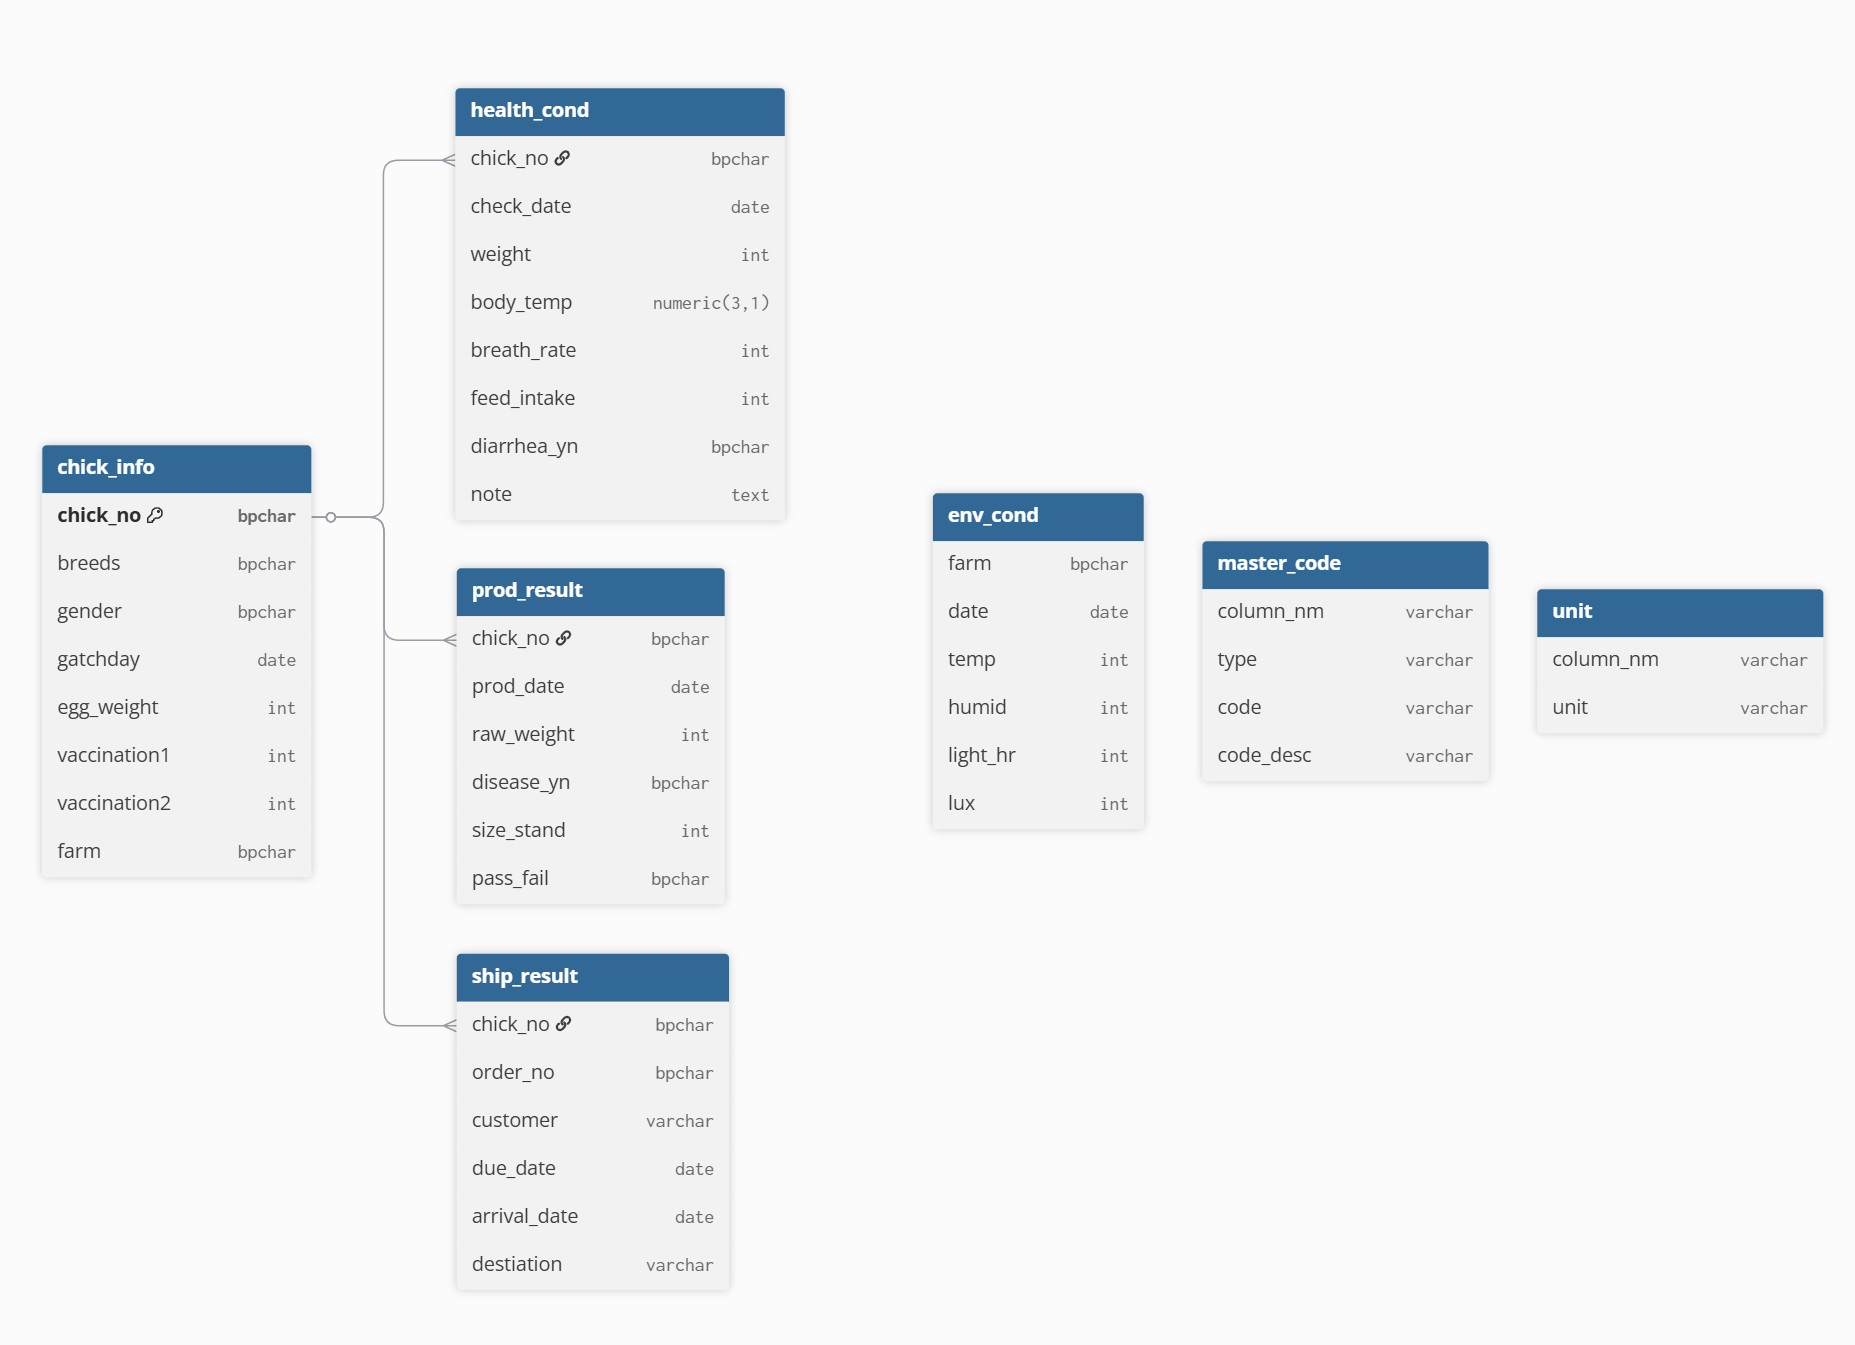 health_cond
chick_no bpchar
check_date date
weight int
body_temp numeric(3,1)
breath_rate int
feed_intake int
diarrhea_yn bpchar
note text
chick_info
chick_no bpchar
breeds bpchar
gender bpchar
gatchday date
egg_weight int
vaccination1 int
vaccination2 int
farm bpchar
prod_result
chick_no bpchar
prod_date date
raw_weight int
disease_yn bpchar
size_stand int
pass_fail bpchar
ship_result
chick_no bpchar
order_no bpchar
customer varchar
due_date date
arrival_date date
destiation varchar
env_cond
farm bpchar
date date
temp int
humid int
light_hr int
lux int
master_code
column_nm varchar
type varchar
code varchar
code_desc varchar
unit
column_nm varchar
unit varchar